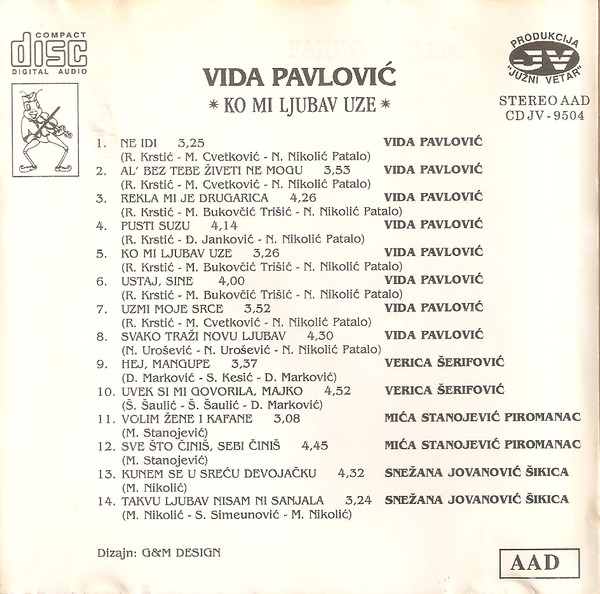 COMPACT
disc
DIGITAL AUDIO
PRODUKCIJA
JV
"JUŽNI VETAR"
VIDA PAVLOVIĆ
* KO MI LJUBAV UZE *
STEREO AAD
CD JV - 9504
1. NE IDI 3,25 VIDA PAVLOVIĆ
(R. Krstić - M. Cvetković - N. Nikolić Patalo)
2. AL' BEZ TEBE ŽIVETI NE MOGU 3,53 VIDA PAVLOVIĆ
(R. Krstić - M. Cvetković - N. Nikolić Patalo)
3. REKLA MI JE DRUGARICA 4,26 VIDA PAVLOVIĆ
(R. Krstić - M. Bukovčić Trišić - N. Nikolić Patalo)
4. PUSTI SUZU 4,14 VIDA PAVLOVIĆ
(R. Krstić - D. Janković - N. Nikolić Patalo)
5. KO MI LJUBAV UZE 3,26 VIDA PAVLOVIĆ
(R. Krstić - M. Bukovčić Trišić - N. Nikolić Patalo)
6. USTAJ, SINE 4,00 VIDA PAVLOVIĆ
(R. Krstić - M. Bukovčić Trišić - N. Nikolić Patalo)
7. UZMI MOJE SRCE 3,52 VIDA PAVLOVIĆ
(R. Krstić - M. Cvetković - N. Nikolić Patalo)
8. SVAKO TRAŽI NOVU LJUBAV 4,30 VIDA PAVLOVIĆ
(N. Urošević - N. Urošević - N. Nikolić Patalo)
9. HEJ, MANGUPE 3,37 VERICA ŠERIFOVIĆ
(D. Marković - S. Kesić - D. Marković)
10. UVEK SI MI GOVORILA, MAJKO 4,52 VERICA ŠERIFOVIĆ
(Š. Šaulić - Š. Šaulić - D. Marković)
11. VOLIM ŽENE I KAFANE 3,08 MIĆA STANOJEVIĆ PIROMANAC
(M. Stanojević)
12. SVE ŠTO ČINIŠ, SEBI ČINIŠ 4,45 MIĆA STANOJEVIĆ PIROMANAC
(M. Stanojević)
13. KUNEM SE U SREĆU DEVOJAČKU 4,32 SNEŽANA JOVANOVIĆ ŠIKICA
(M. Nikolić)
14. TAKVU LJUBAV NISAM NI SANJALA 3,24 SNEŽANA JOVANOVIĆ ŠIKICA
(M. Nikolić - S. Simeunović - M. Nikolić)
Dizajn: G&M DESIGN
AAD